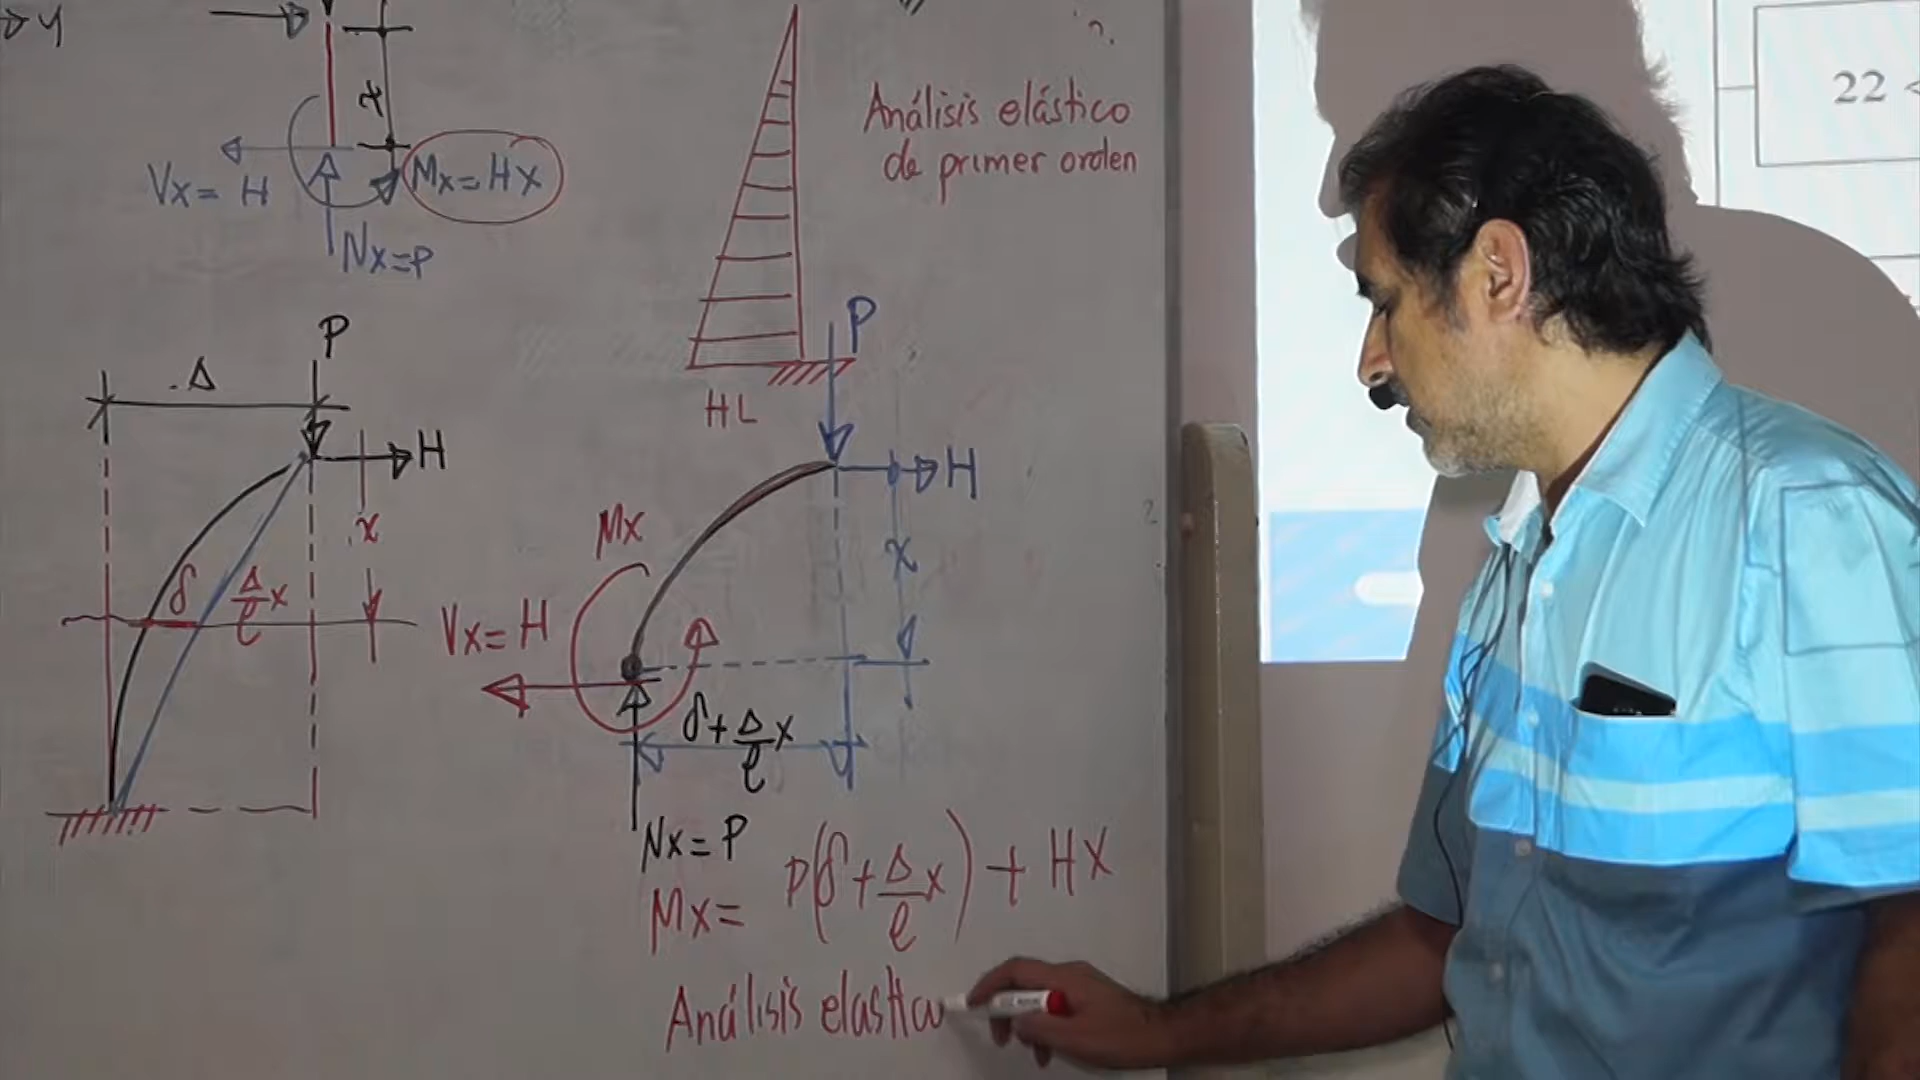 y
x
Vx = H
Mx = Hx
Nx = P
Análisis elástico
de primer orden
HL
P
Δ
H
x
δ
Δ/l x
P
H
x
Mx
Vx = H
δ + Δ/l x
Nx = P
Mx = P(δ + Δ/l x) + HX
Análisis elastico
22 <